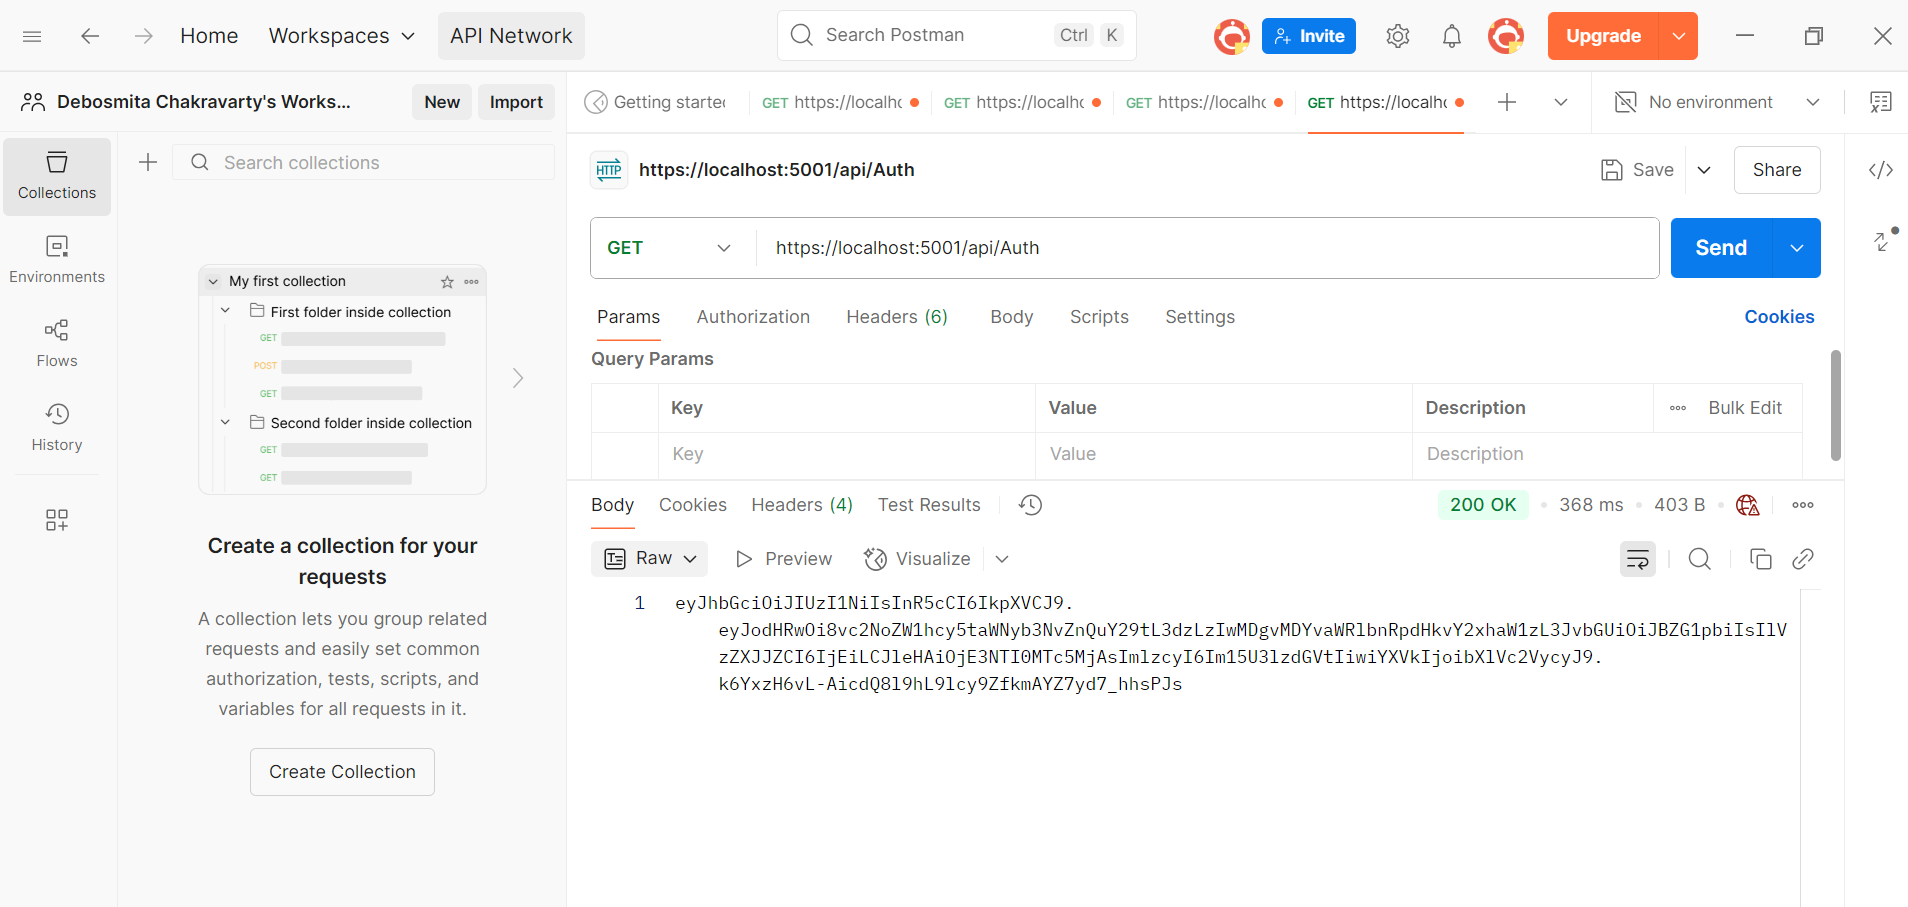 Home Workspaces API Network Search Postman Ctrl K Invite Upgrade
Debosmita Chakravarty's Works... New Import
Getting starte GET https://localh GET https://localh GET https://localh GET https://localh No environment
Collections
Search collections
HTTP https://localhost:5001/api/Auth Save Share
GET https://localhost:5001/api/Auth Send
Environments
Params Authorization Headers (6) Body Scripts Settings Cookies
My first collection
First folder inside collection
GET
POST
GET
Second folder inside collection
GET
GET
Flows
History
Query Params
Key Value Description Bulk Edit
Key Value Description
Body Cookies Headers (4) Test Results 200 OK 368 ms 403 B
Raw Preview Visualize
Create a collection for your
requests
A collection lets you group related
requests and easily set common
authorization, tests, scripts, and
variables for all requests in it.
Create Collection
1 eyJhbGciOiJIUzI1NiIsInR5cCI6IkpXVCJ9.
eyJodHRwOi8vc2NoZW1hcy5taWNyb3NvZnQuY29tL3dzLzIwMDgvMDYvaWRlbnRpdHkvY2xhaW1zL3JvbGUiOiJBZG1pbiIsIlV
zZXJJZCI6IjEiLCJleHAiOjE3NTI0MTc5MjAsImlzcyI6Im15U3lzdGVtIiwiYXVkIjoibXlVc2VycyJ9.
k6YxzH6vL-AicdQ8l9hL9lcy9ZfkmAYZ7yd7_hhsPJs